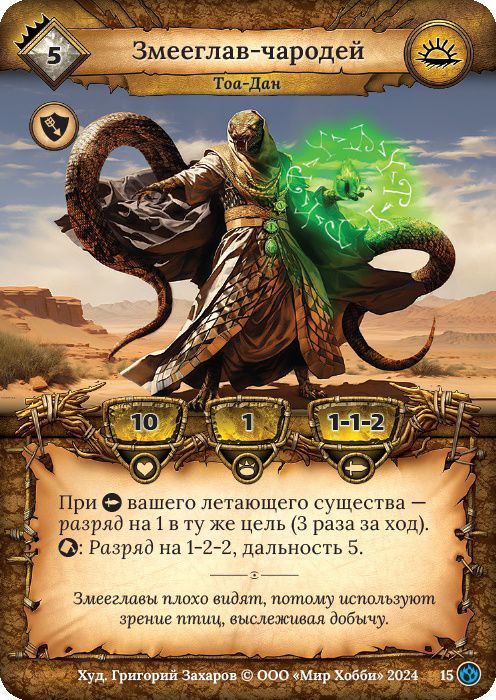 5
Змееглав-чародей
Тоа-Дан
10
1
1-1-2
При вашего летающего существа —
разряд на 1 в ту же цель (3 раза за ход).
: Разряд на 1-2-2, дальность 5.
Змееглавы плохо видят, потому используют
зрение птиц, выслеживая добычу.
Худ. Григорий Захаров © ООО «Мир Хобби» 2024
15